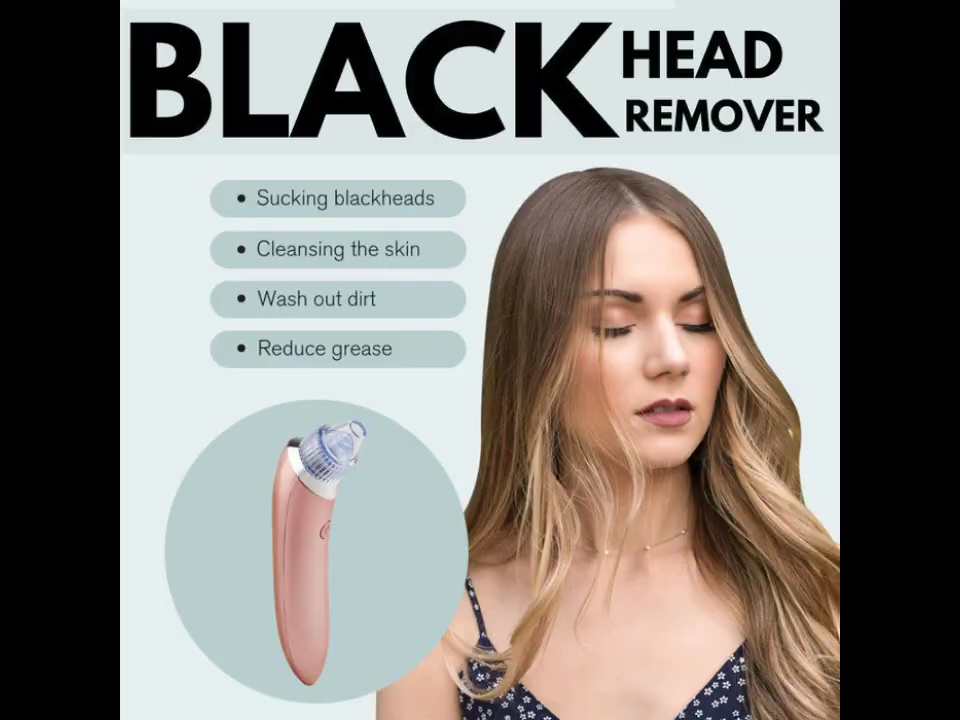 BLACK HEAD
REMOVER
• Sucking blackheads
• Cleansing the skin
• Wash out dirt
• Reduce grease